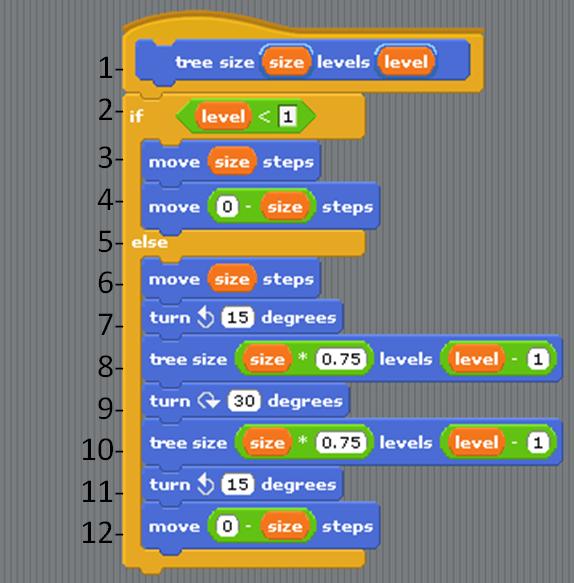 1- tree size size levels level
2- if level < 1
3- move size steps
4- move 0 - size steps
5- else
6- move size steps
7- turn 15 degrees
8- tree size size * 0.75 levels level - 1
9- turn 30 degrees
10- tree size size * 0.75 levels level - 1
11- turn 15 degrees
12- move 0 - size steps